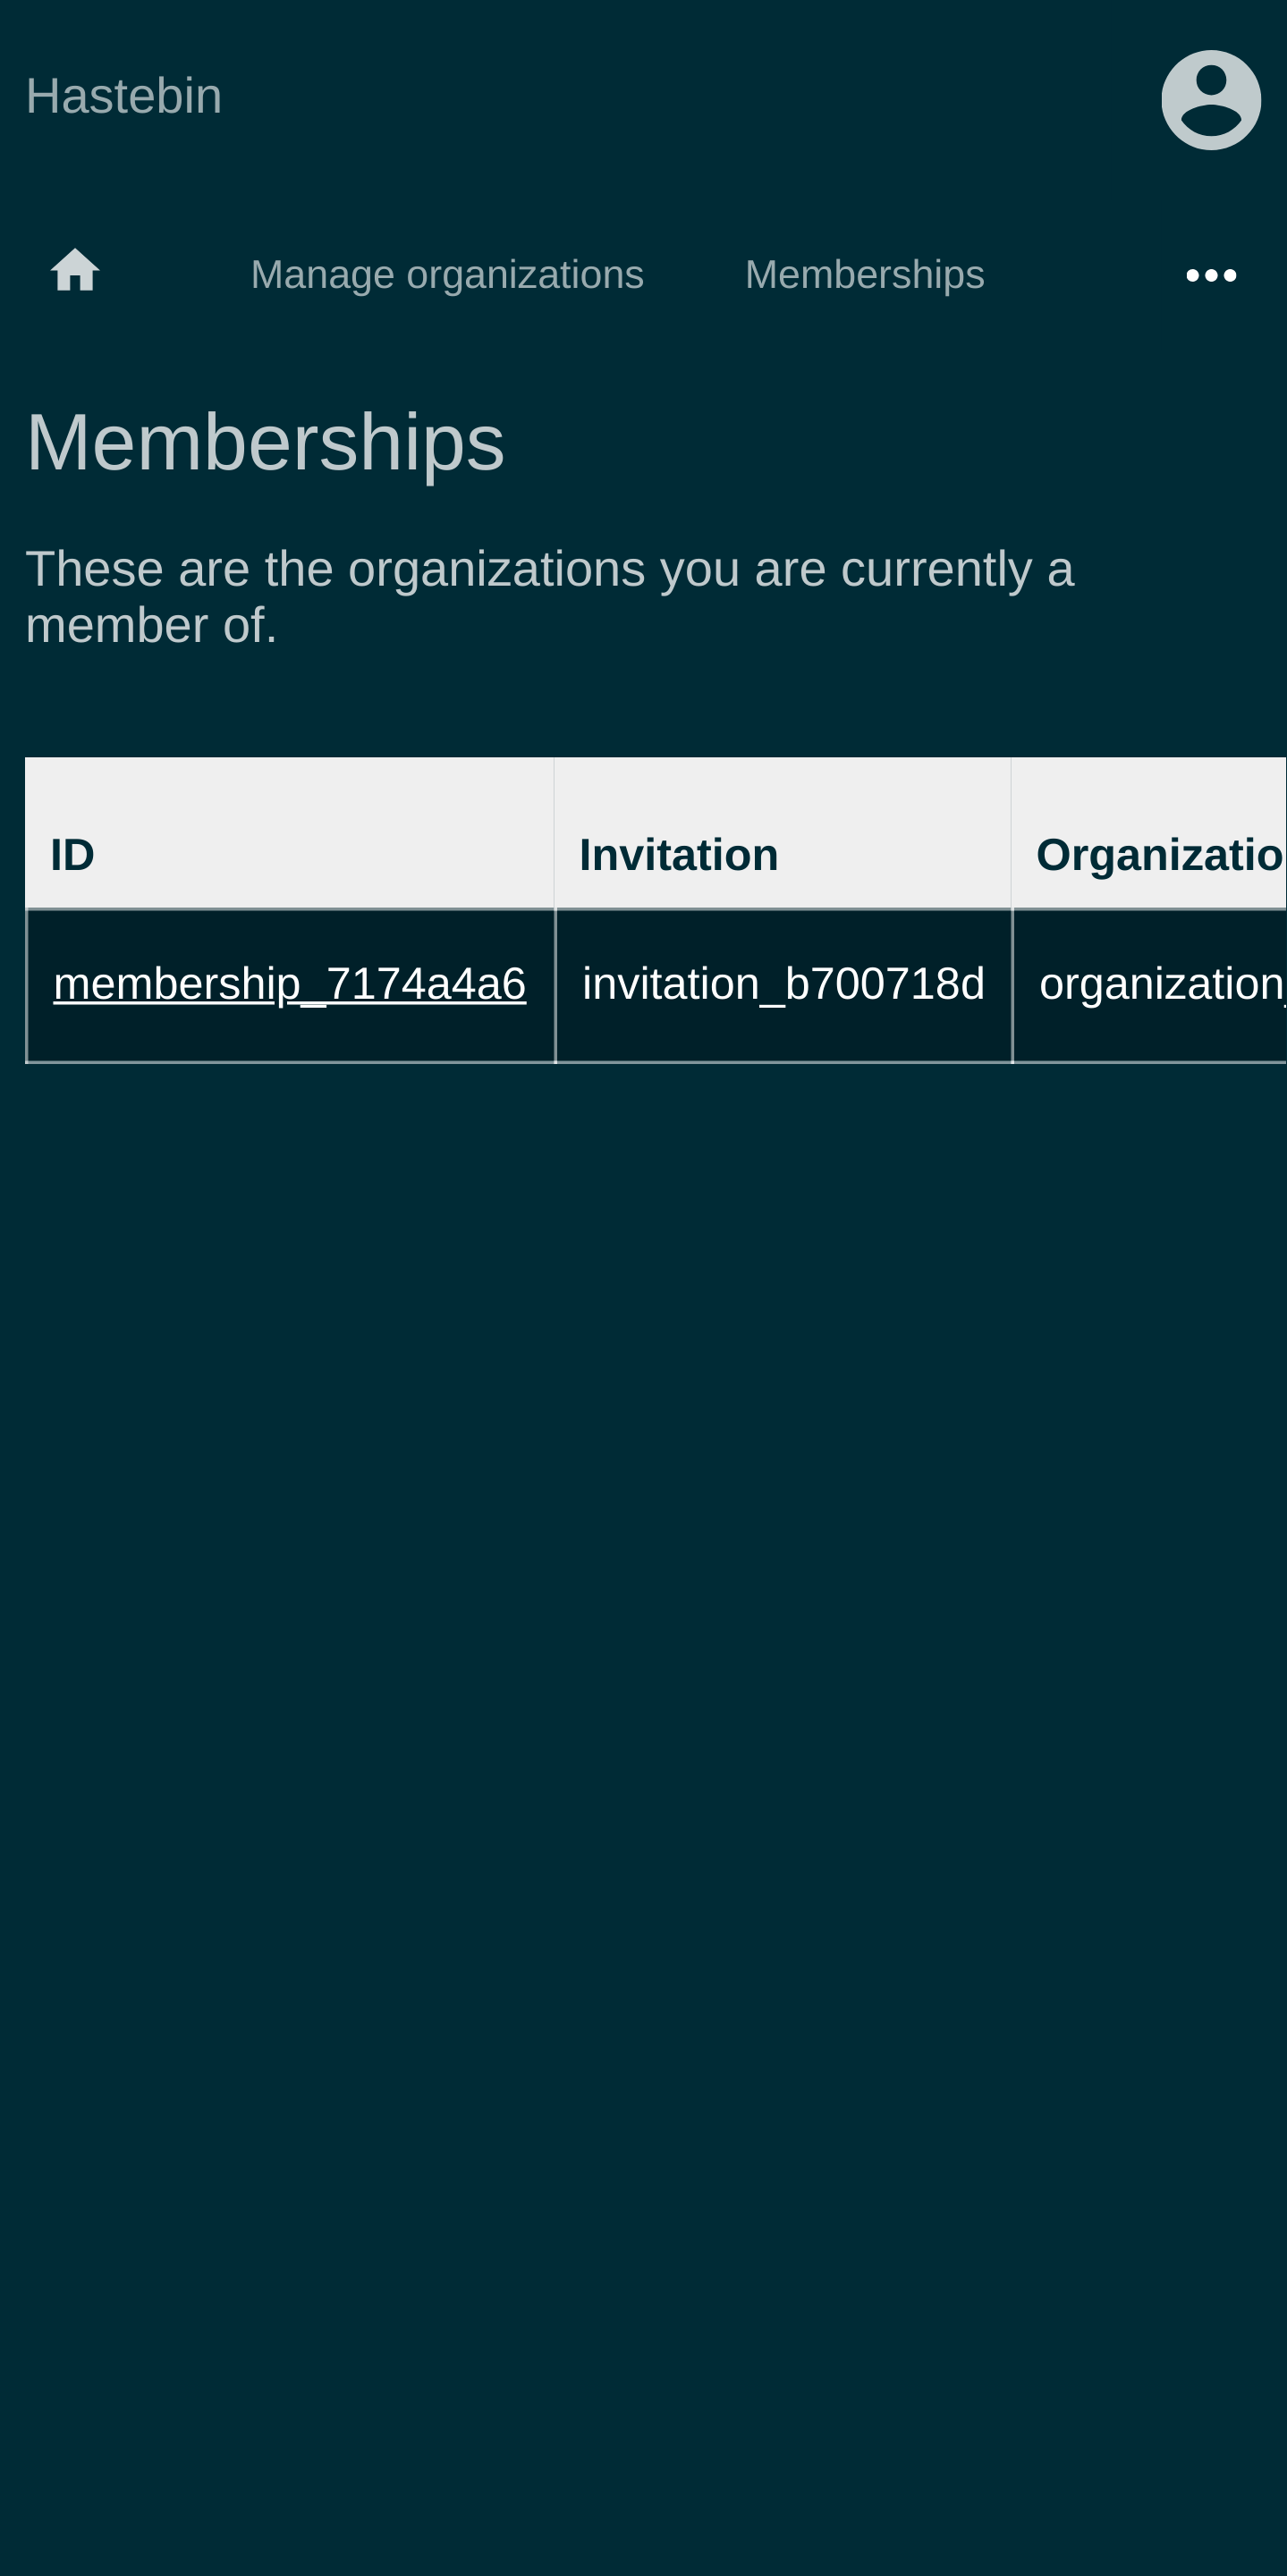 Hastebin
Manage organizations Memberships
Memberships
These are the organizations you are currently a
member of.
ID Invitation Organizatio
membership_7174a4a6 invitation_b700718d organization_